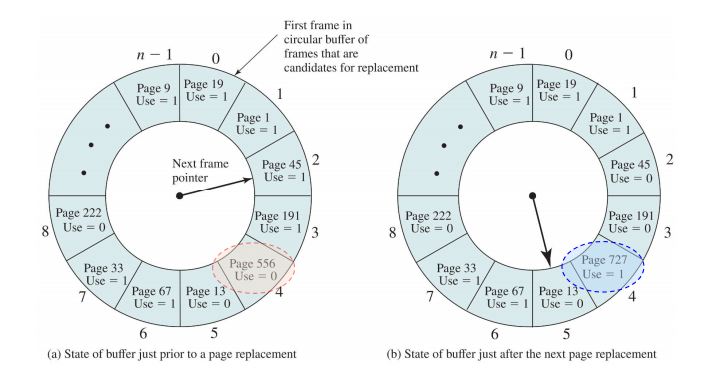 First frame in
circular buffer of
frames that are
candidates for replacement
n − 1
0
Page 9
Use = 1
Page 19
Use = 1
1
Page 1
Use = 1
2
Page 45
Use = 1
Next frame
pointer
3
Page 191
Use = 1
4
Page 556
Use = 0
5
Page 13
Use = 0
6
Page 67
Use = 1
7
Page 33
Use = 1
8
Page 222
Use = 0
(a) State of buffer just prior to a page replacement
n − 1
0
Page 9
Use = 1
Page 19
Use = 1
1
Page 1
Use = 1
2
Page 45
Use = 0
3
Page 191
Use = 0
4
Page 727
Use = 1
5
Page 13
Use = 0
6
Page 67
Use = 1
7
Page 33
Use = 1
8
Page 222
Use = 0
(b) State of buffer just after the next page replacement